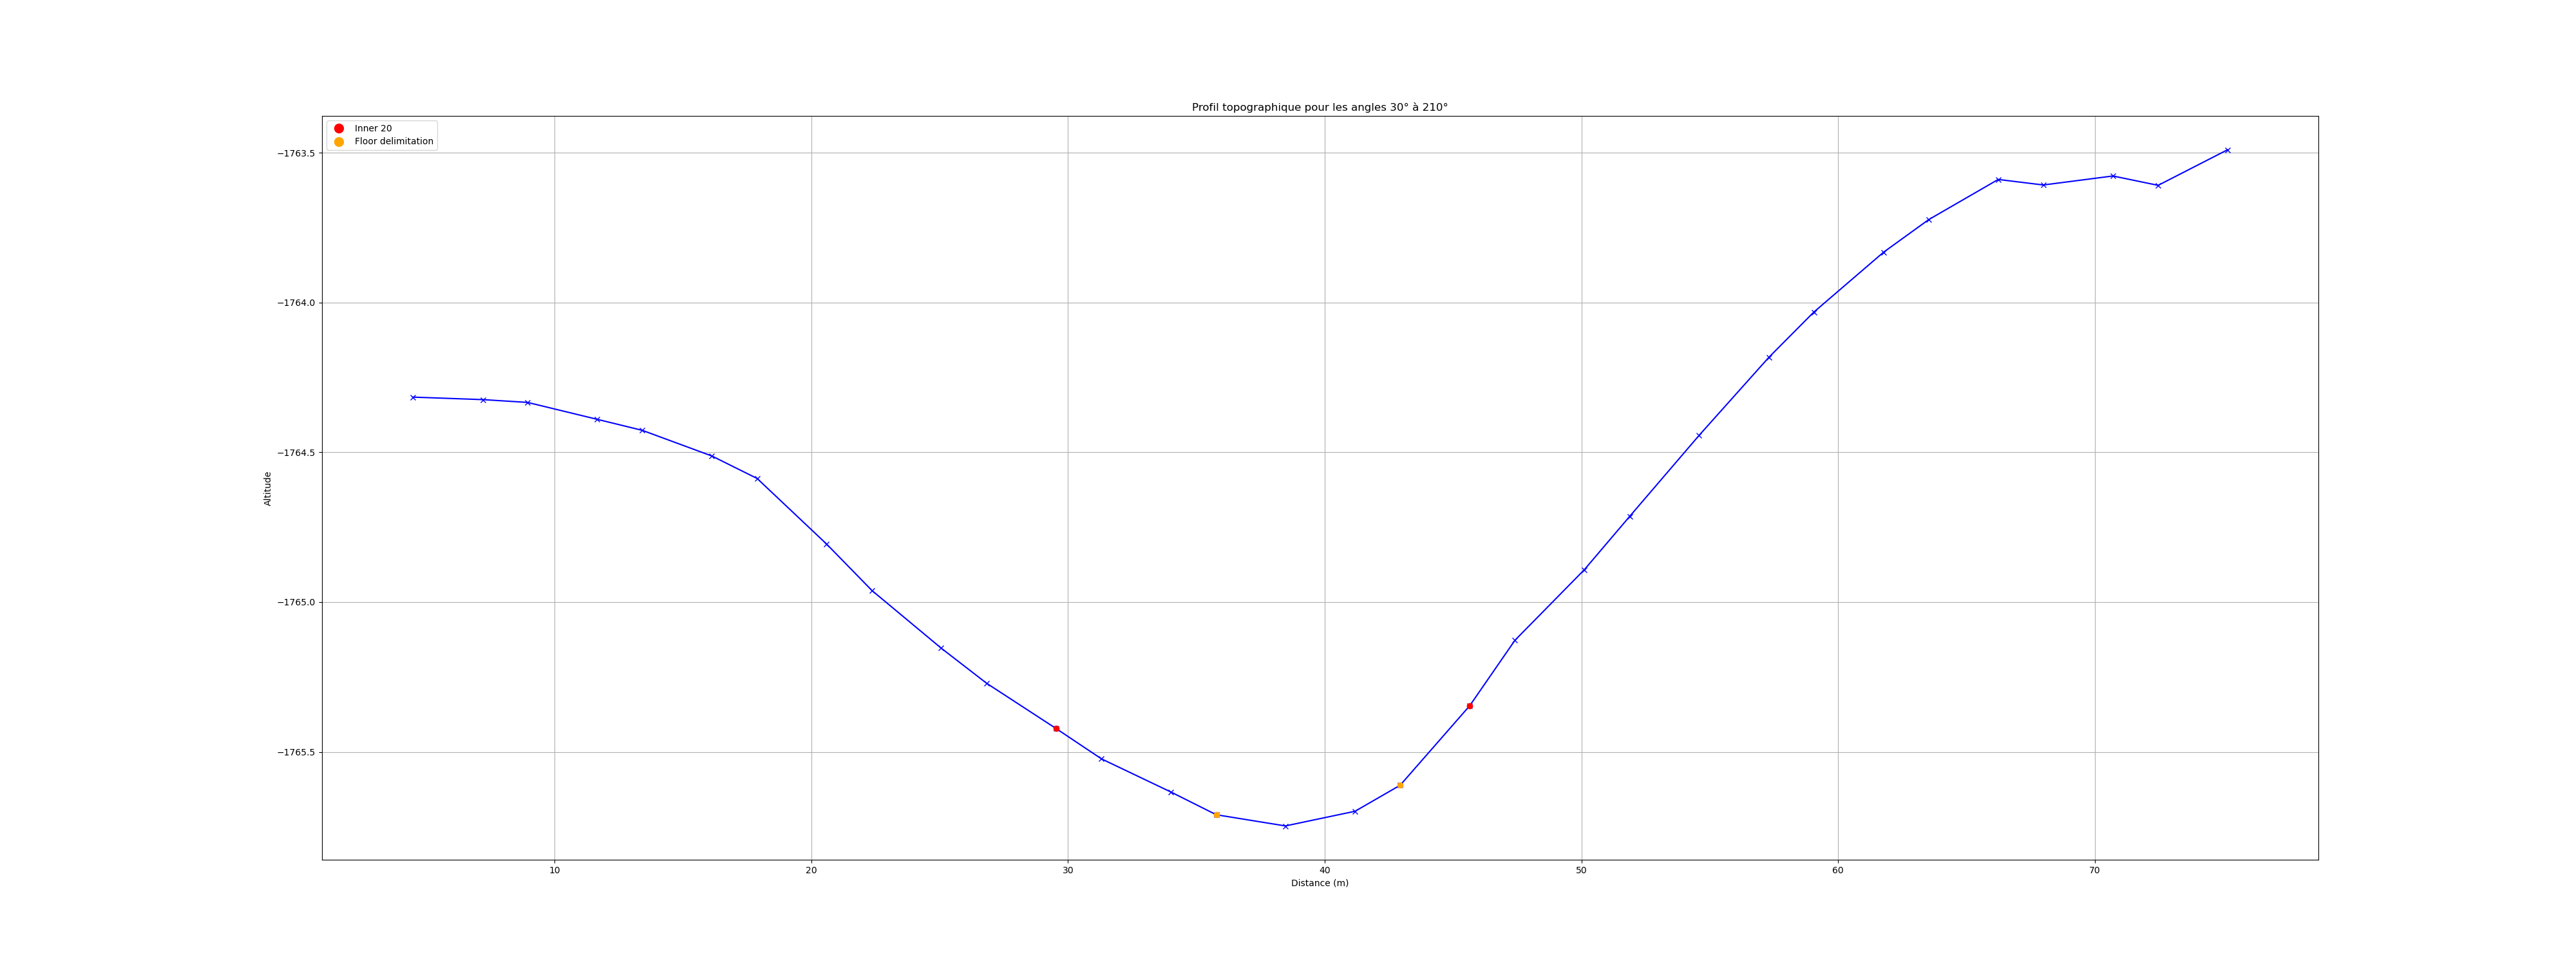 Profil topographique pour les angles 30° à 210°
Inner 20
Floor delimitation
−1763.5
−1764.0
−1764.5
−1765.0
−1765.5
Altitude
10 20 30 40 50 60 70
Distance (m)